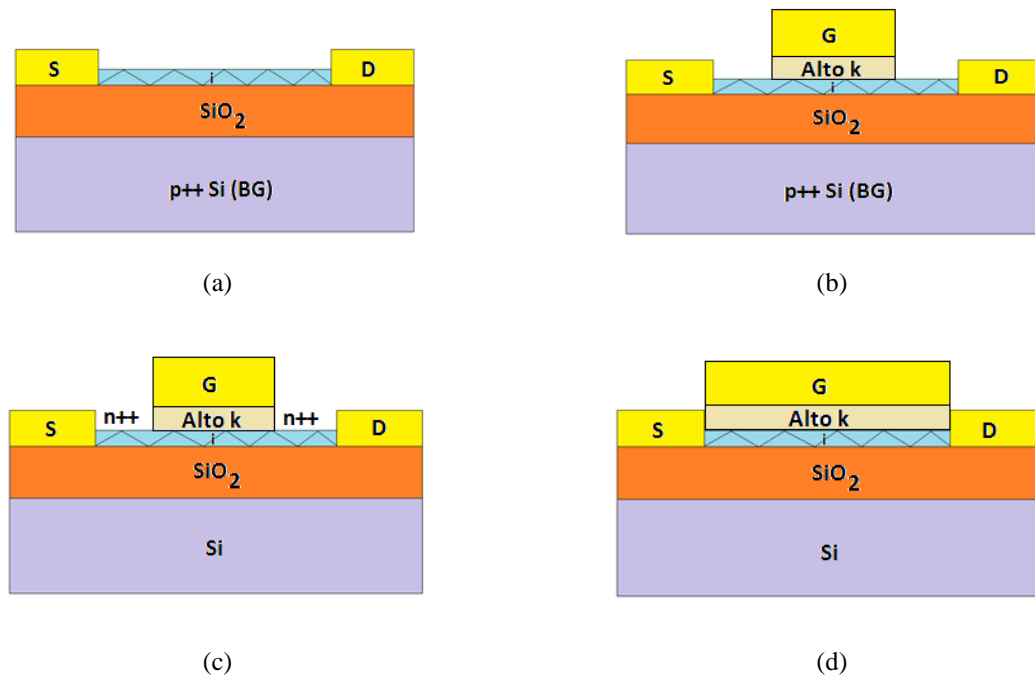 S i D
SiO2
p++ Si (BG)
(a)
G
Alto k
S i D
SiO2
p++ Si (BG)
(b)
G
n++ Alto k n++
S i D
SiO2
Si
(c)
G
Alto k
S i D
SiO2
Si
(d)